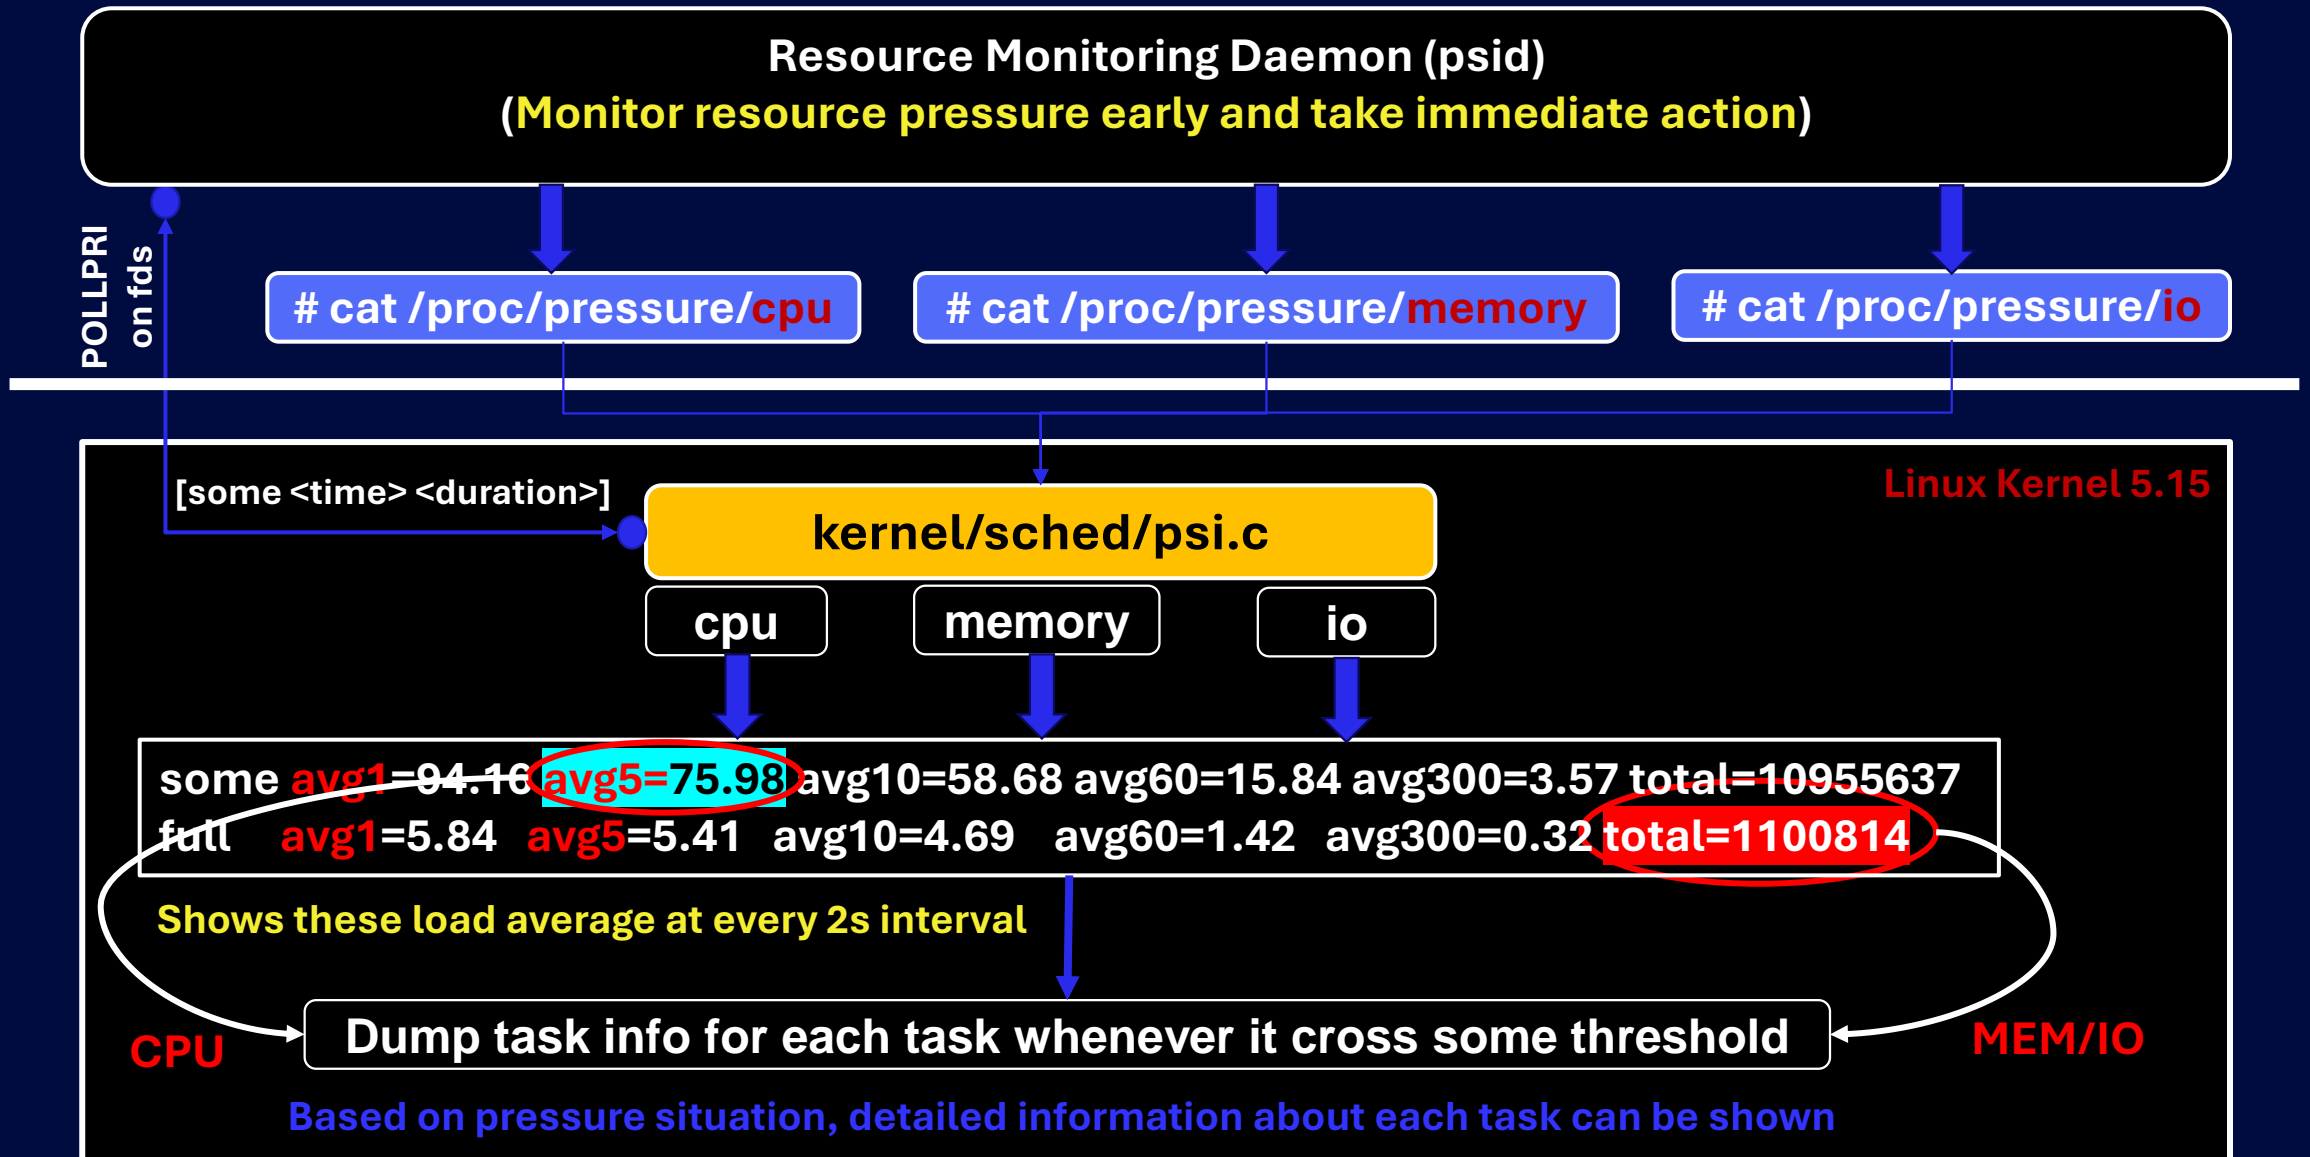 Resource Monitoring Daemon (psid)
(Monitor resource pressure early and take immediate action)
POLLPRI
on fds
# cat /proc/pressure/cpu
# cat /proc/pressure/memory
# cat /proc/pressure/io
[some <time> <duration>]
Linux Kernel 5.15
kernel/sched/psi.c
cpu
memory
io
some avg1=94.16 avg5=75.98 avg10=58.68 avg60=15.84 avg300=3.57 total=10955637
full avg1=5.84 avg5=5.41 avg10=4.69 avg60=1.42 avg300=0.32 total=1100814
Shows these load average at every 2s interval
CPU
Dump task info for each task whenever it cross some threshold
MEM/IO
Based on pressure situation, detailed information about each task can be shown